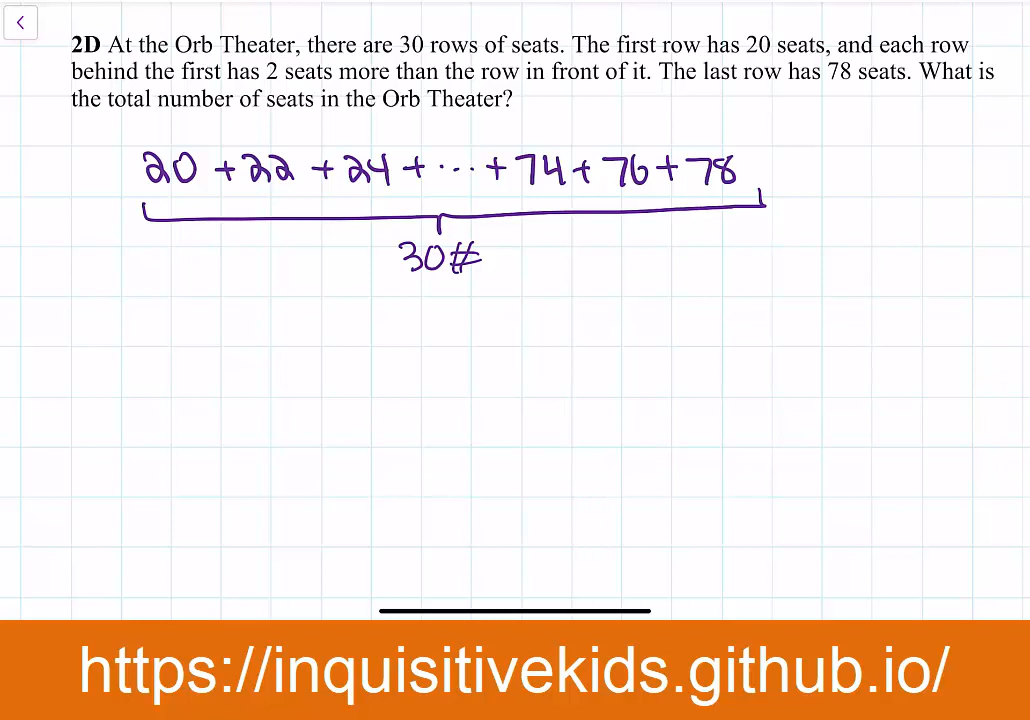 2D At the Orb Theater, there are 30 rows of seats. The first row has 20 seats, and each row
behind the first has 2 seats more than the row in front of it. The last row has 78 seats. What is
the total number of seats in the Orb Theater?
20 + 22 + 24 + ... + 74 + 76 + 78
30#
https://inquisitivekids.github.io/